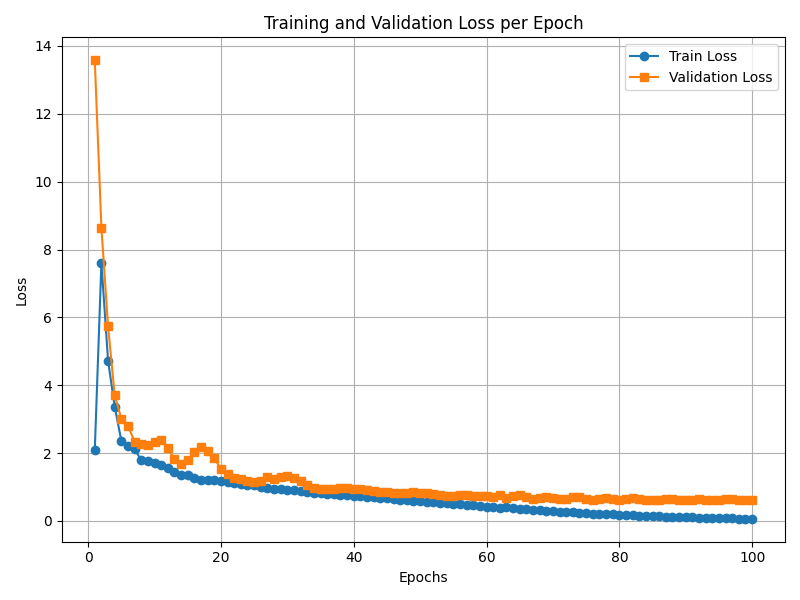 Training and Validation Loss per Epoch
Train Loss
Validation Loss
14
12
10
8
6
4
2
0
Loss
0 20 40 60 80 100
Epochs